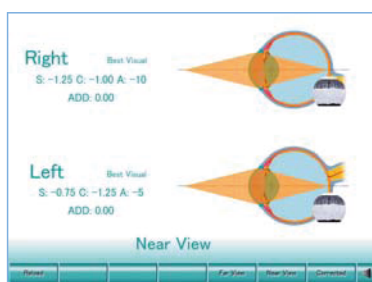 Right Best Visual
S: -1.25 C: -1.00 A: -10
ADD: 0.00
Left Best Visual
S: -0.75 C: -1.25 A: -5
ADD: 0.00
Near View
Reload Far View Near View Corrected